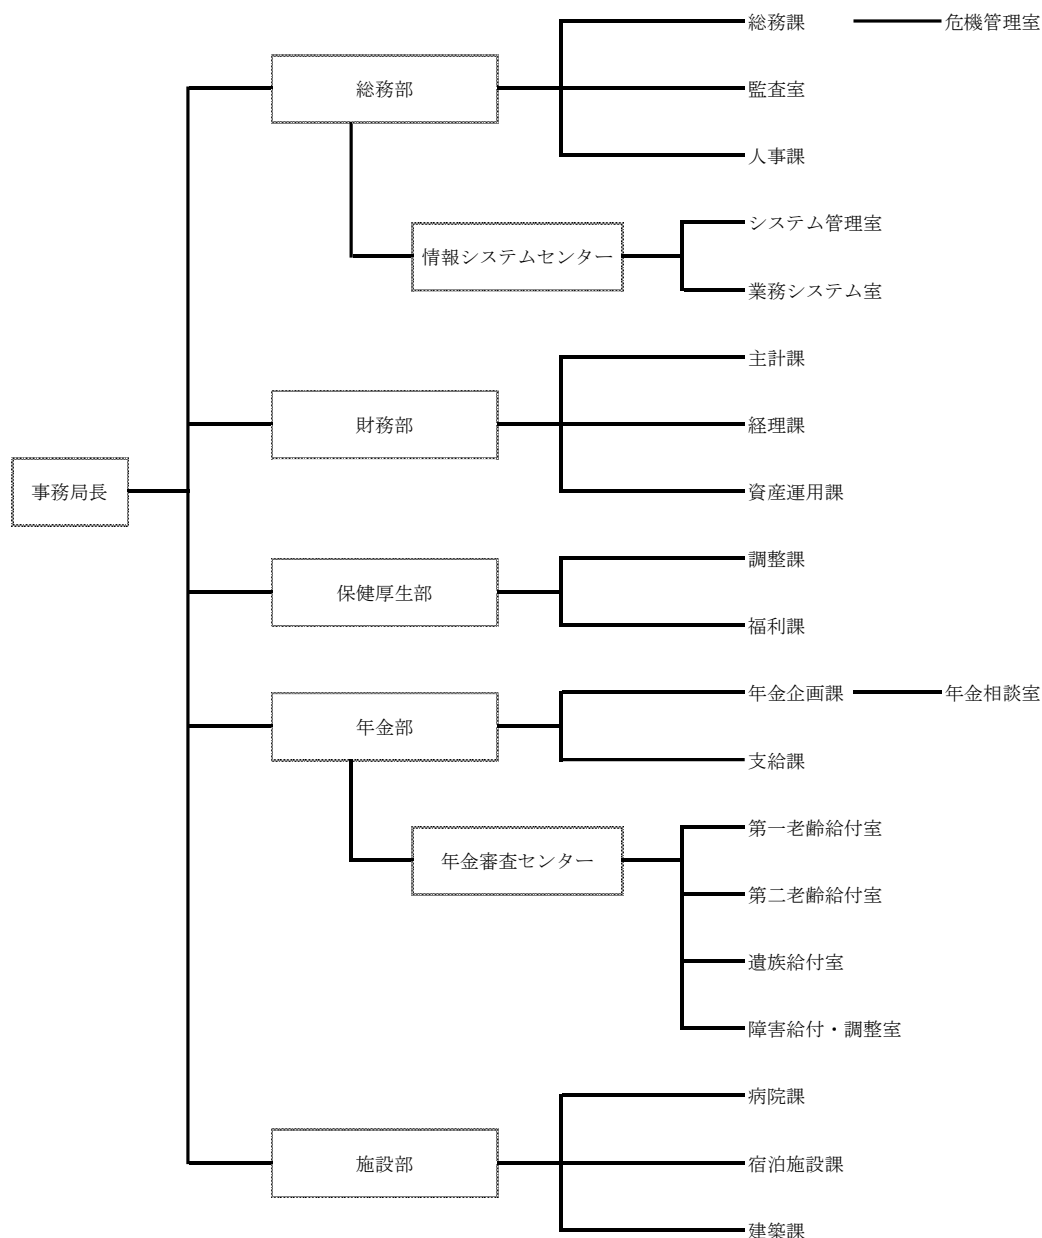 総務課 危機管理室
総務部 監査室
人事課
システム管理室
情報システムセンター
業務システム室
主計課
財務部 経理課
事務局長 資産運用課
調整課
保健厚生部
福利課
年金企画課 年金相談室
年金部
支給課
第一老齢給付室
年金審査センター
第二老齢給付室
遺族給付室
障害給付・調整室
病院課
施設部 宿泊施設課
建築課